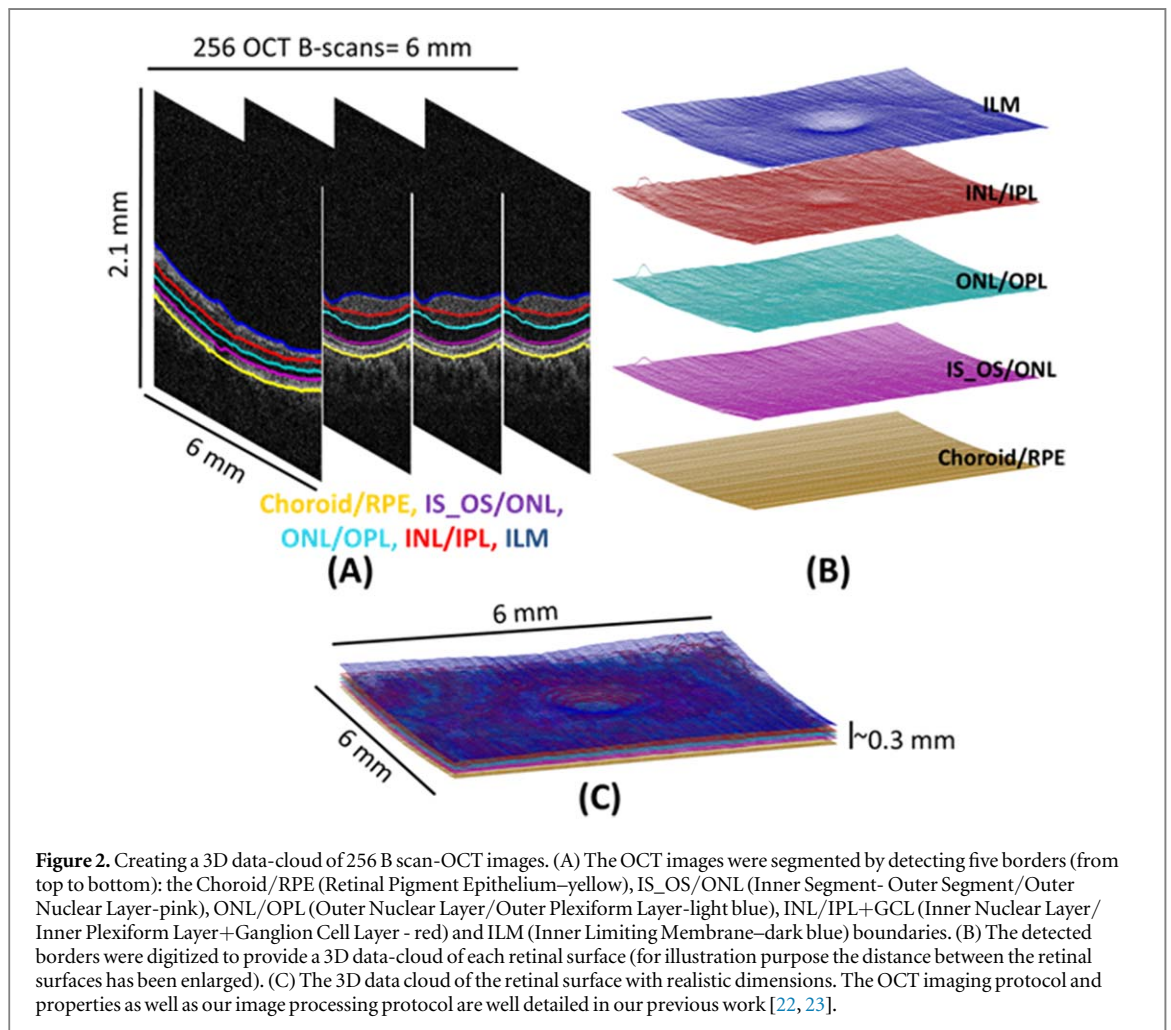 256 OCT B-scans= 6 mm
2.1 mm
6 mm
Choroid/RPE, IS_OS/ONL,
ONL/OPL, INL/IPL, ILM
(A)
ILM
INL/IPL
ONL/OPL
IS_OS/ONL
Choroid/RPE
(B)
6 mm
6 mm
~0.3 mm
(C)
Figure 2. Creating a 3D data-cloud of 256 B scan-OCT images. (A) The OCT images were segmented by detecting five borders (from
top to bottom): the Choroid/RPE (Retinal Pigment Epithelium–yellow), IS_OS/ONL (Inner Segment- Outer Segment/Outer
Nuclear Layer-pink), ONL/OPL (Outer Nuclear Layer/Outer Plexiform Layer-light blue), INL/IPL+GCL (Inner Nuclear Layer/
Inner Plexiform Layer+Ganglion Cell Layer - red) and ILM (Inner Limiting Membrane–dark blue) boundaries. (B) The detected
borders were digitized to provide a 3D data-cloud of each retinal surface (for illustration purpose the distance between the retinal
surfaces has been enlarged). (C) The 3D data cloud of the retinal surface with realistic dimensions. The OCT imaging protocol and
properties as well as our image processing protocol are well detailed in our previous work [22, 23].